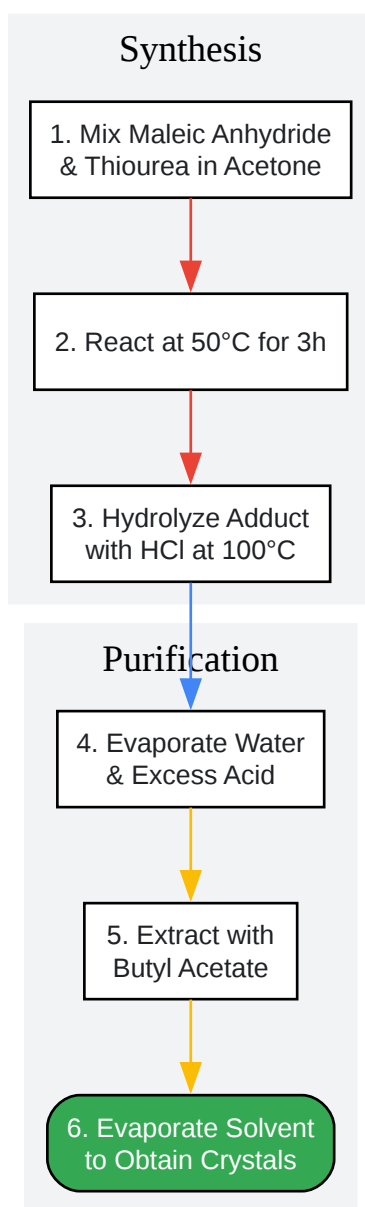 Synthesis
1. Mix Maleic Anhydride
& Thiourea in Acetone
2. React at 50°C for 3h
3. Hydrolyze Adduct
with HCl at 100°C
Purification
4. Evaporate Water
& Excess Acid
5. Extract with
Butyl Acetate
6. Evaporate Solvent
to Obtain Crystals